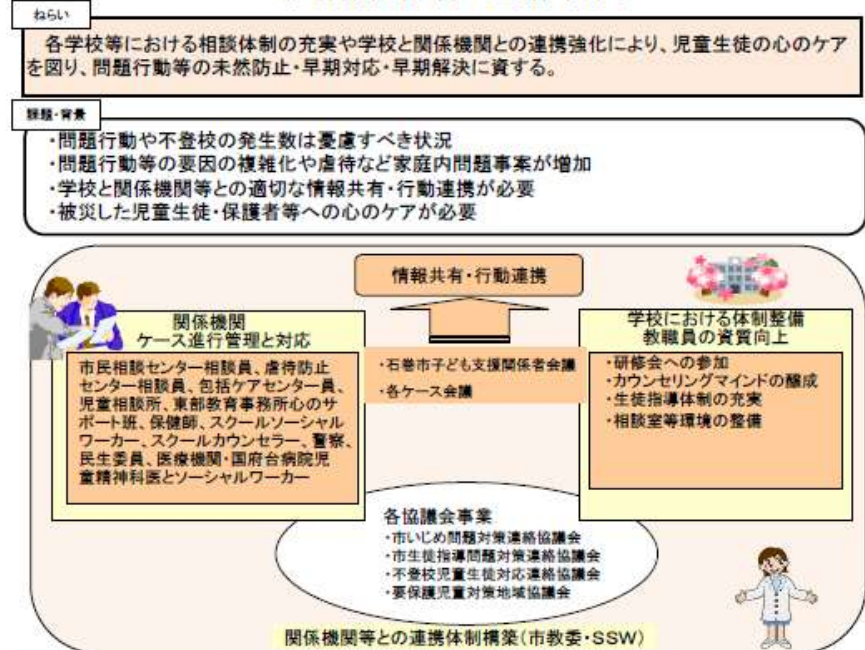 ねらい
各学校等における相談体制の充実や学校と関係機関との連携強化により、児童生徒の心のケア
を図り、問題行動等の未然防止・早期対応・早期解決に資する。
課題・背景
・問題行動や不登校の発生数は憂慮すべき状況
・問題行動等の要因の複雑化や虐待など家庭内問題事案が増加
・学校と関係機関等との適切な情報共有・行動連携が必要
・被災した児童生徒・保護者等への心のケアが必要
情報共有・行動連携
関係機関
ケース進行管理と対応
市民相談センター相談員、虐待防止
センター相談員、包括ケアセンター員、
児童相談所、東部教育事務所心のサ
ポート班、保健師、スクールソーシャル
ワーカー、スクールカウンセラー、警察、
民生委員、医療機関・国府台病院児
童精神科医とソーシャルワーカー
・石巻市子ども支援関係者会議
・各ケース会議
学校における体制整備
教職員の資質向上
・研修会への参加
・カウンセリングマインドの醸成
・生徒指導体制の充実
・相談室等環境の整備
各協議会事業
・市いじめ問題対策連絡協議会
・市生徒指導問題対策連絡協議会
・不登校児童生徒対応連絡協議会
・要保護児童対策地域協議会
関係機関等との連携体制構築(市教委・SSW)